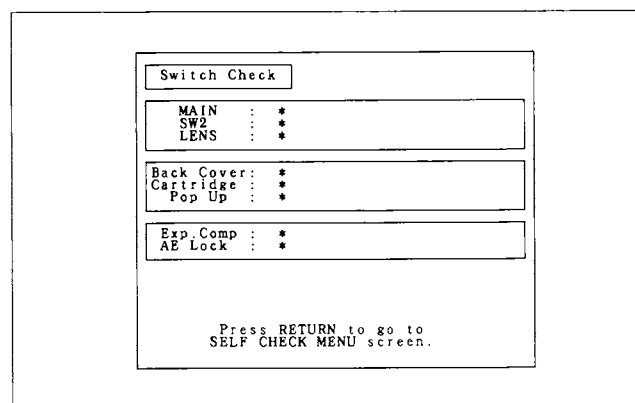 Switch Check
MAIN : *
SW2 : *
LENS : *
Back Cover: *
Cartridge : *
Pop Up : *
Exp.Comp : *
AE Lock : *
Press RETURN to go to
SELF CHECK MENU screen.